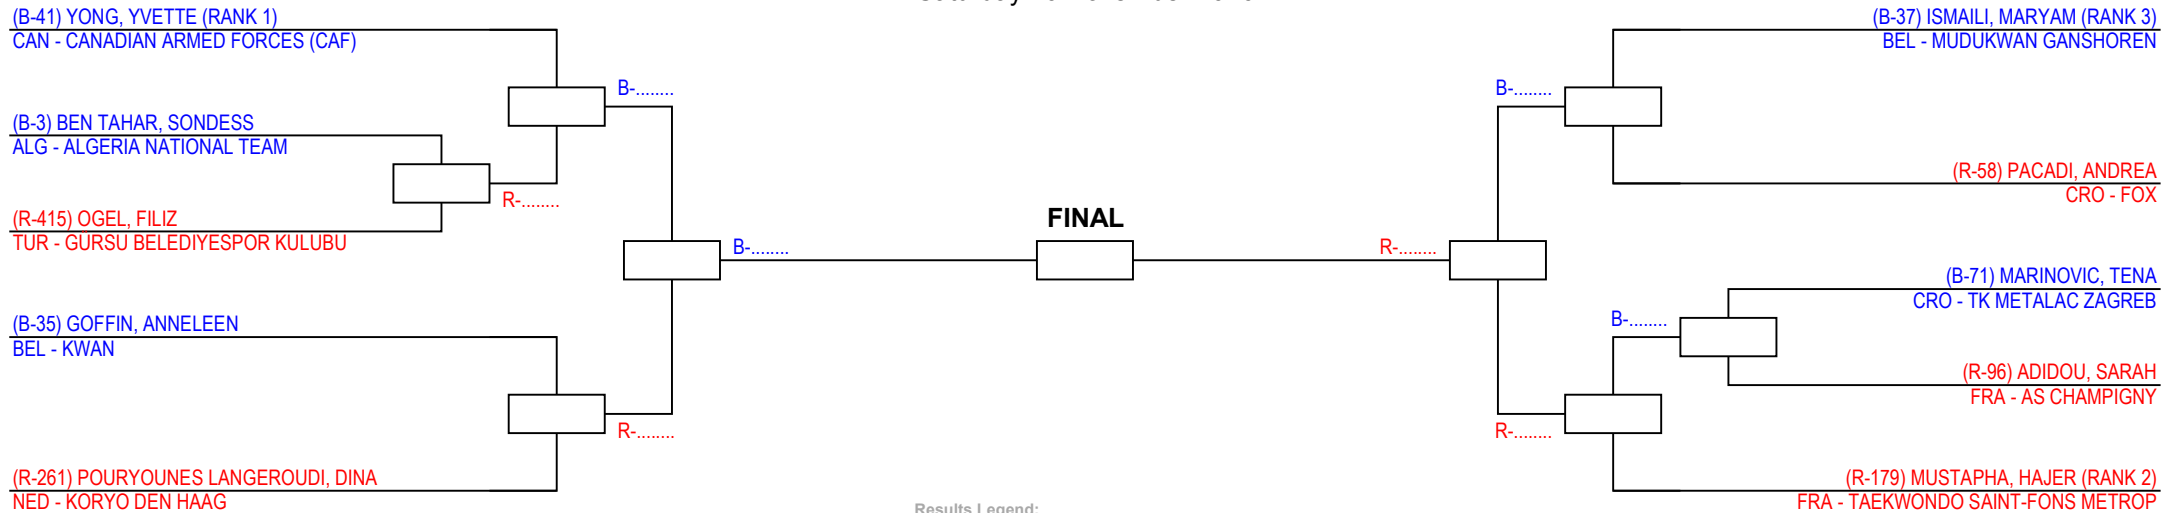 (B-41) YONG, YVETTE (RANK 1)
CAN - CANADIAN ARMED FORCES (CAF)
B-........
(B-3) BEN TAHAR, SONDESS
ALG - ALGERIA NATIONAL TEAM
R-........
(R-415) OGEL, FILIZ
TUR - GURSU BELEDIYESPOR KULUBU
B-........
(B-35) GOFFIN, ANNELEEN
BEL - KWAN
R-........
(R-261) POURYOUNES LANGEROUDI, DINA
NED - KORYO DEN HAAG
FINAL
(B-37) ISMAILI, MARYAM (RANK 3)
BEL - MUDUKWAN GANSHOREN
B-........
(R-58) PACADI, ANDREA
CRO - FOX
R-........
(B-71) MARINOVIC, TENA
CRO - TK METALAC ZAGREB
B-........
(R-96) ADIDOU, SARAH
FRA - AS CHAMPIGNY
R-........
(R-179) MUSTAPHA, HAJER (RANK 2)
FRA - TAEKWONDO SAINT-FONS METROP
Results Legend: